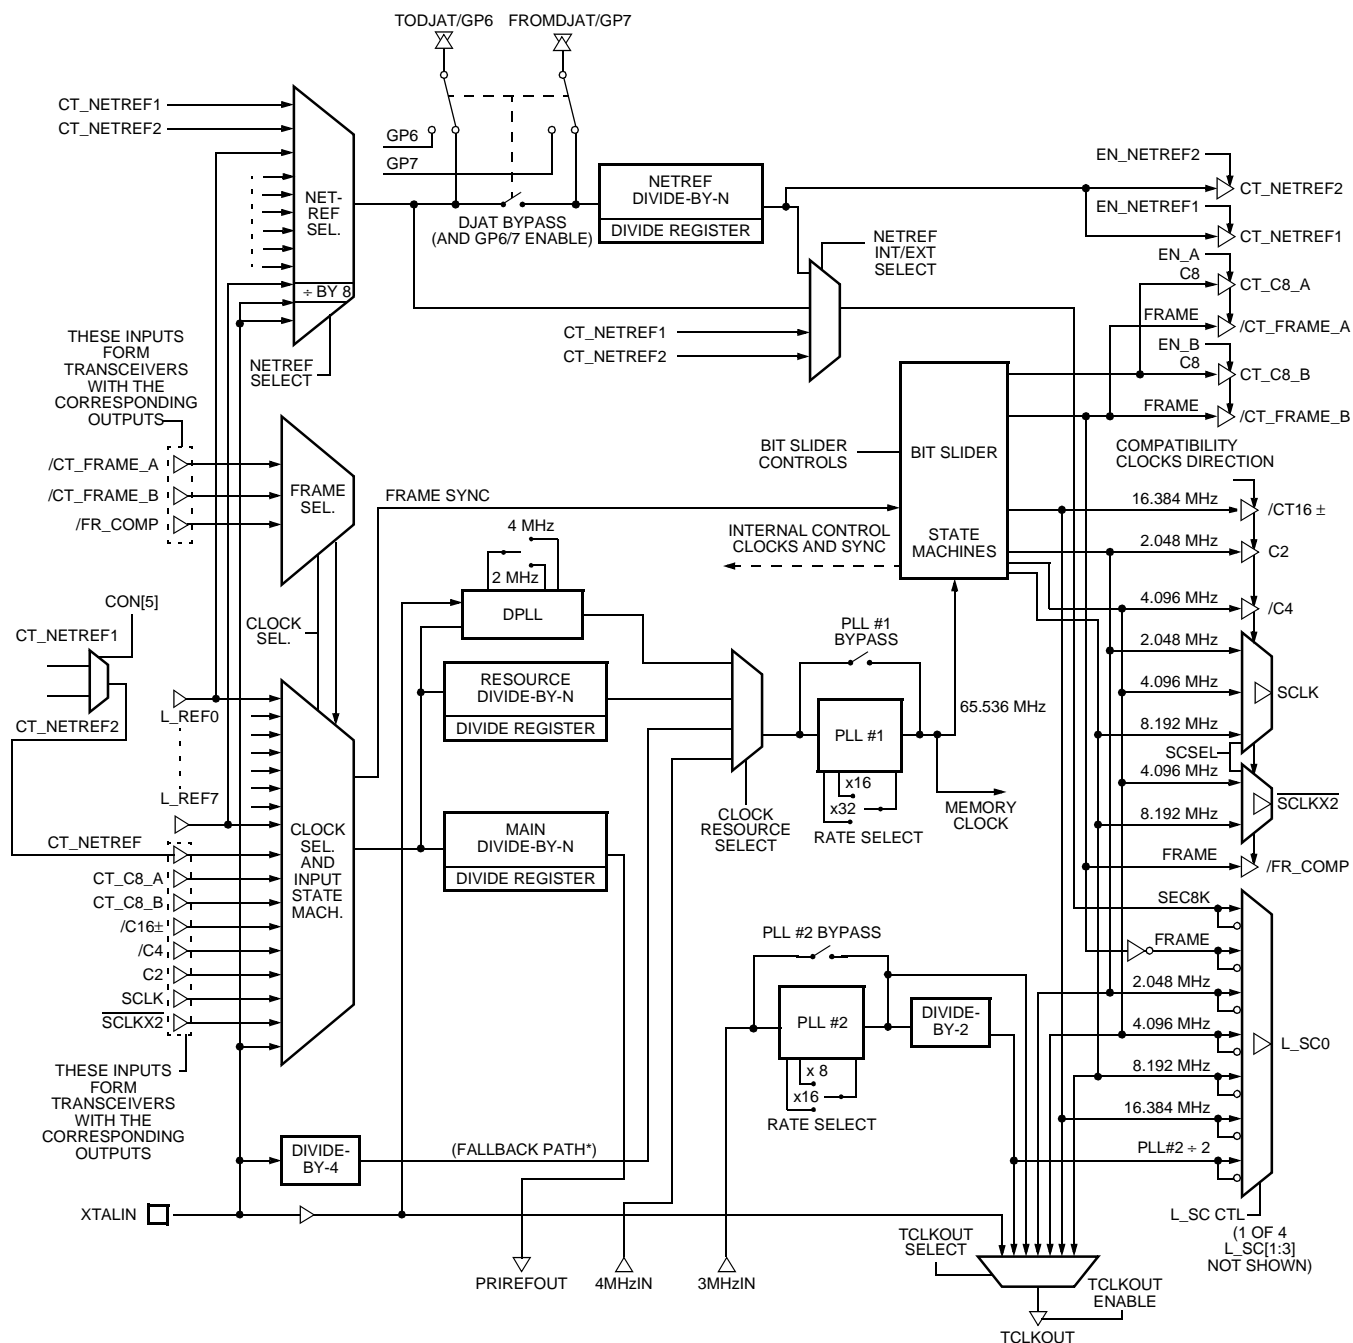 TODJAT/GP6 FROMDJAT/GP7
CT_NETREF1
CT_NETREF2
GP6
GP7
NET-
REF
SEL.
÷ BY 8
NETREF
SELECT
DJAT BYPASS
(AND GP6/7 ENABLE)
NETREF
DIVIDE-BY-N
DIVIDE REGISTER
NETREF
INT/EXT
SELECT
CT_NETREF1
CT_NETREF2
EN_NETREF2
CT_NETREF2
EN_NETREF1
CT_NETREF1
EN_A
C8
CT_C8_A
FRAME
/CT_FRAME_A
EN_B
C8
CT_C8_B
FRAME
/CT_FRAME_B
THESE INPUTS
FORM
TRANSCEIVERS
WITH THE
CORRESPONDING
OUTPUTS
/CT_FRAME_A
/CT_FRAME_B
/FR_COMP
FRAME
SEL.
FRAME SYNC
BIT SLIDER
CONTROLS
BIT SLIDER
STATE
MACHINES
INTERNAL CONTROL
CLOCKS AND SYNC
COMPATIBILITY
CLOCKS DIRECTION
16.384 MHz
/CT16 ±
2.048 MHz
C2
4.096 MHz
/C4
2.048 MHz
4.096 MHz
SCLK
8.192 MHz
SCSEL
4.096 MHz
SCLKX2
8.192 MHz
FRAME
/FR_COMP
4 MHz
2 MHz
DPLL
CLOCK
SEL.
CON[5]
CT_NETREF1
CT_NETREF2
L_REF0
L_REF7
CT_NETREF
CT_C8_A
CT_C8_B
/C16±
/C4
C2
SCLK
SCLKX2
CLOCK
SEL.
AND
INPUT
STATE
MACH.
RESOURCE
DIVIDE-BY-N
DIVIDE REGISTER
MAIN
DIVIDE-BY-N
DIVIDE REGISTER
CLOCK
RESOURCE
SELECT
PLL #1
BYPASS
PLL #1
x16
x32
RATE SELECT
65.536 MHz
MEMORY
CLOCK
THESE INPUTS
FORM
TRANSCEIVERS
WITH THE
CORRESPONDING
OUTPUTS
DIVIDE-
BY-4
(FALLBACK PATH*)
XTALIN
PRIREFOUT
4MHzIN
3MHzIN
PLL #2 BYPASS
PLL #2
x 8
x16
RATE SELECT
DIVIDE-
BY-2
SEC8K
FRAME
2.048 MHz
4.096 MHz
8.192 MHz
16.384 MHz
PLL#2 ÷ 2
L_SC0
L_SC CTL
(1 OF 4
L_SC[1:3]
NOT SHOWN)
TCLKOUT
SELECT
TCLKOUT
ENABLE
TCLKOUT